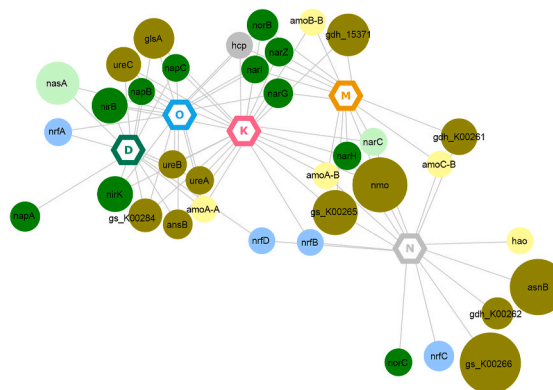 norB
amoB-B
gdh_15371
glsA
hcp
narZ
ureC
napC
narI
nasA
napB
narG
M
nirB
O
nrfA
K
gdh_K00261
D
narC
narH
amoC-B
ureB
amoA-B
nmo
ureA
nirK
napA
gs_K00284
amoA-A
gs_K00265
ansB
nrfD
nrfB
N
hao
asnB
gdh_K00262
norC
nrfC
gs_K00266